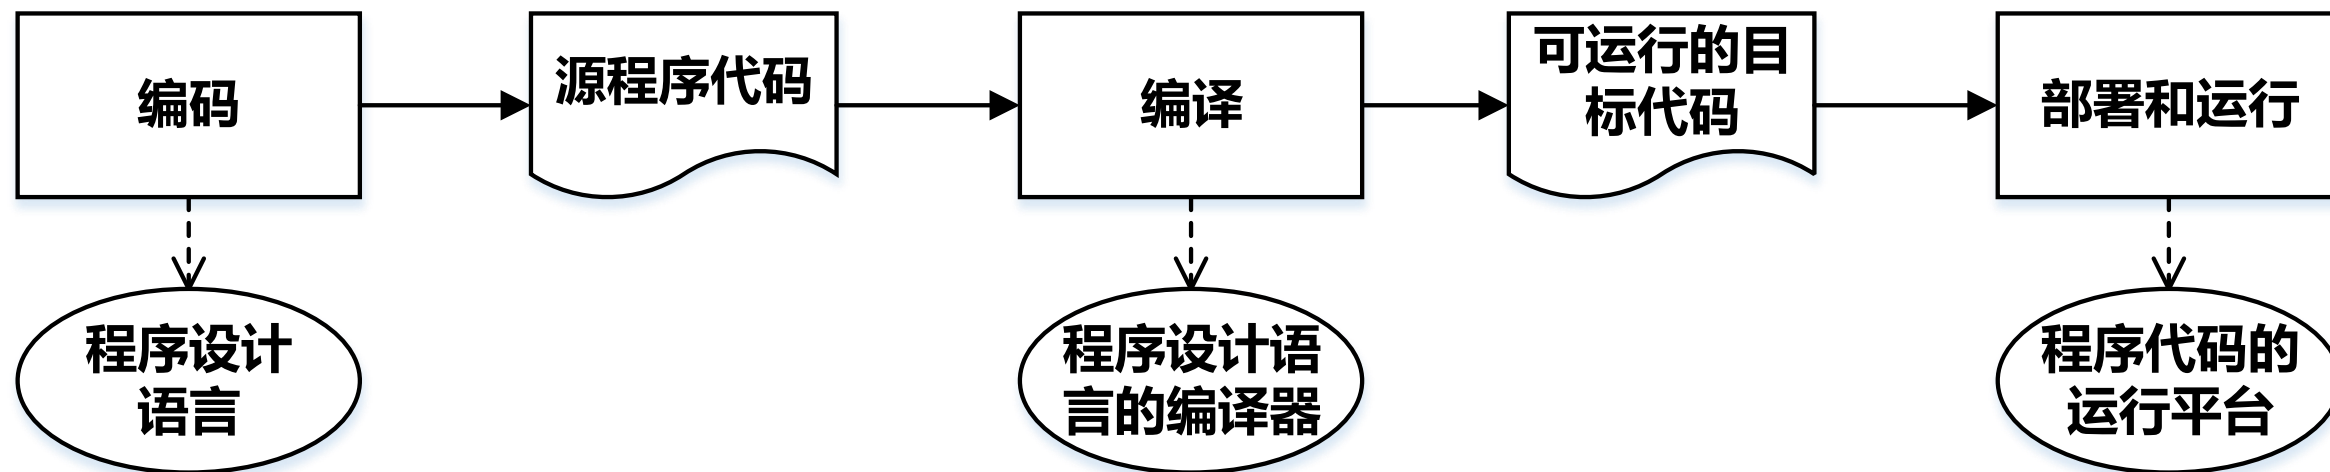 编码
源程序代码
编译
可运行的目
标代码
部署和运行
程序设计
语言
程序设计语
言的编译器
程序代码的
运行平台